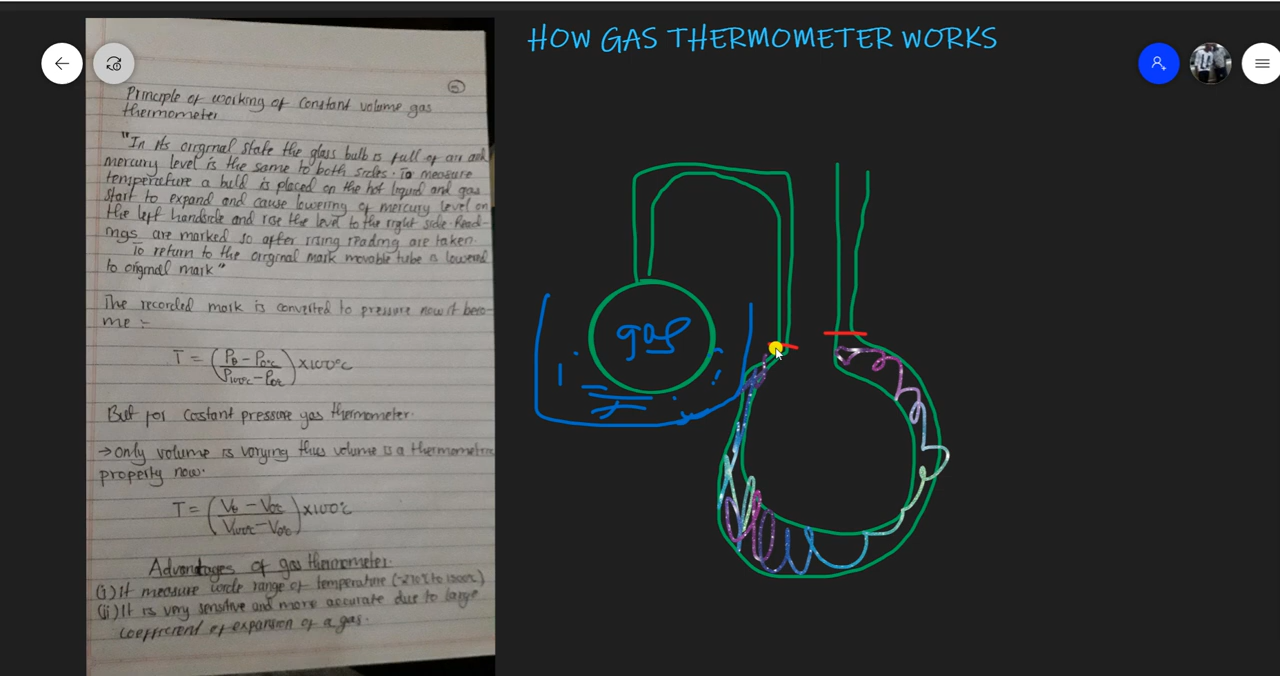 HOW GAS THERMOMETER WORKS
5
Principle of working of constant volume gas
thermometer
"In its original state the glass bulb is full of air and
mercury level is the same to both sides. To measure
temperature a buld is placed on the hot liquid and gas
start to expand and cause lowering of mercury level on
the left handside and rise the level to the right side. Read-
ings are marked so after rising reading are taken.
To return to the original mark movable tube is lowered
to original mark"
The recorded mark is converted to pressure now it beco-
me :-
T = (Pθ - P0℃ / P100℃ - P0℃) × 100℃
But for Constant pressure gas thermometer.
→ only volume is varying thus volume is a thermometric
property now.
T = (Vθ - V0℃ / V100℃ - V0℃) × 100℃
Advantages of gas thermometer.
(i) It measure wide range of temperature (-270℃ to 1500℃)
(ii) It is very sensitive and more accurate due to large
coefficient of expansion of a gas.
gas